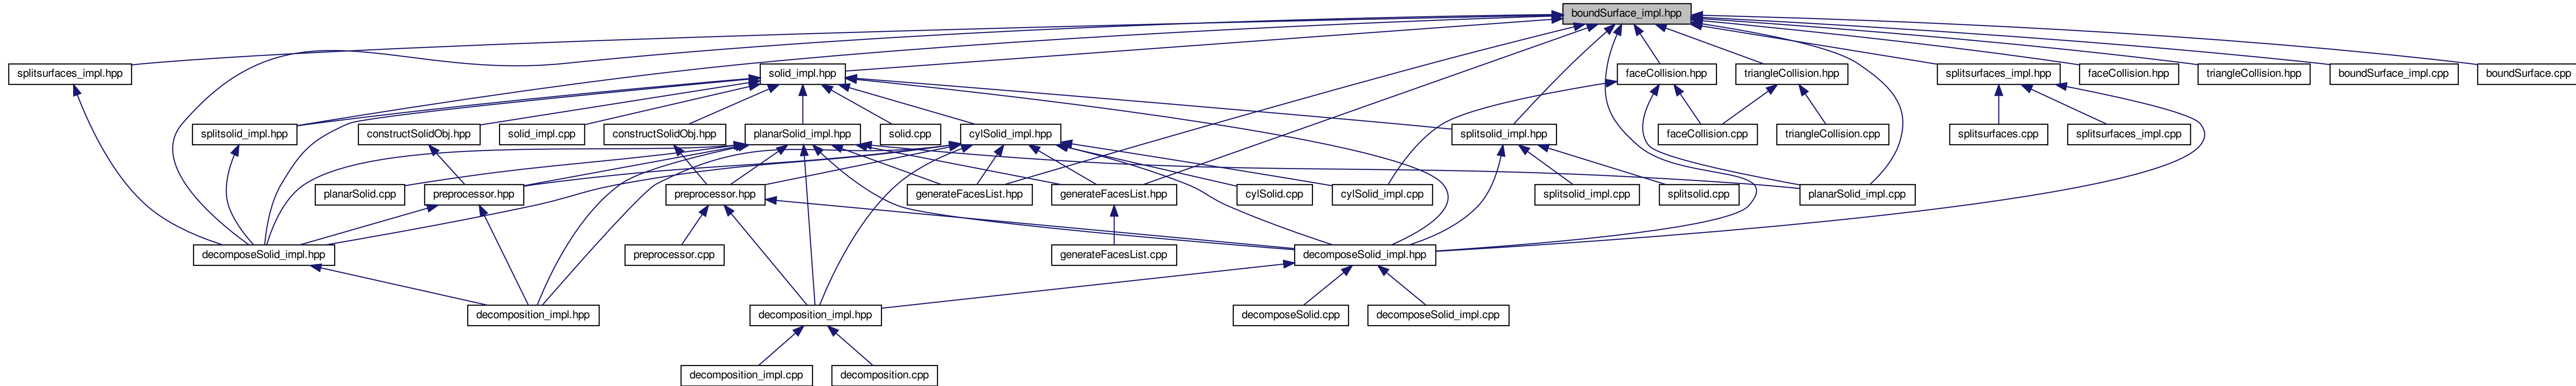 boundSurface_impl.hpp
splitsurfaces_impl.hpp
solid_impl.hpp
faceCollision.hpp
triangleCollision.hpp
splitsurfaces_impl.hpp
faceCollision.hpp
triangleCollision.hpp
boundSurface_impl.cpp
boundSurface.cpp
splitsolid_impl.hpp
constructSolidObj.hpp
solid_impl.cpp
constructSolidObj.hpp
planarSolid_impl.hpp
solid.cpp
cylSolid_impl.hpp
splitsolid_impl.hpp
faceCollision.cpp
triangleCollision.cpp
splitsurfaces.cpp
splitsurfaces_impl.cpp
planarSolid.cpp
preprocessor.hpp
preprocessor.hpp
generateFacesList.hpp
generateFacesList.hpp
cylSolid.cpp
cylSolid_impl.cpp
splitsolid_impl.cpp
splitsolid.cpp
planarSolid_impl.cpp
decomposeSolid_impl.hpp
preprocessor.cpp
generateFacesList.cpp
decomposeSolid_impl.hpp
decomposition_impl.hpp
decomposition_impl.hpp
decomposeSolid.cpp
decomposeSolid_impl.cpp
decomposition_impl.cpp
decomposition.cpp